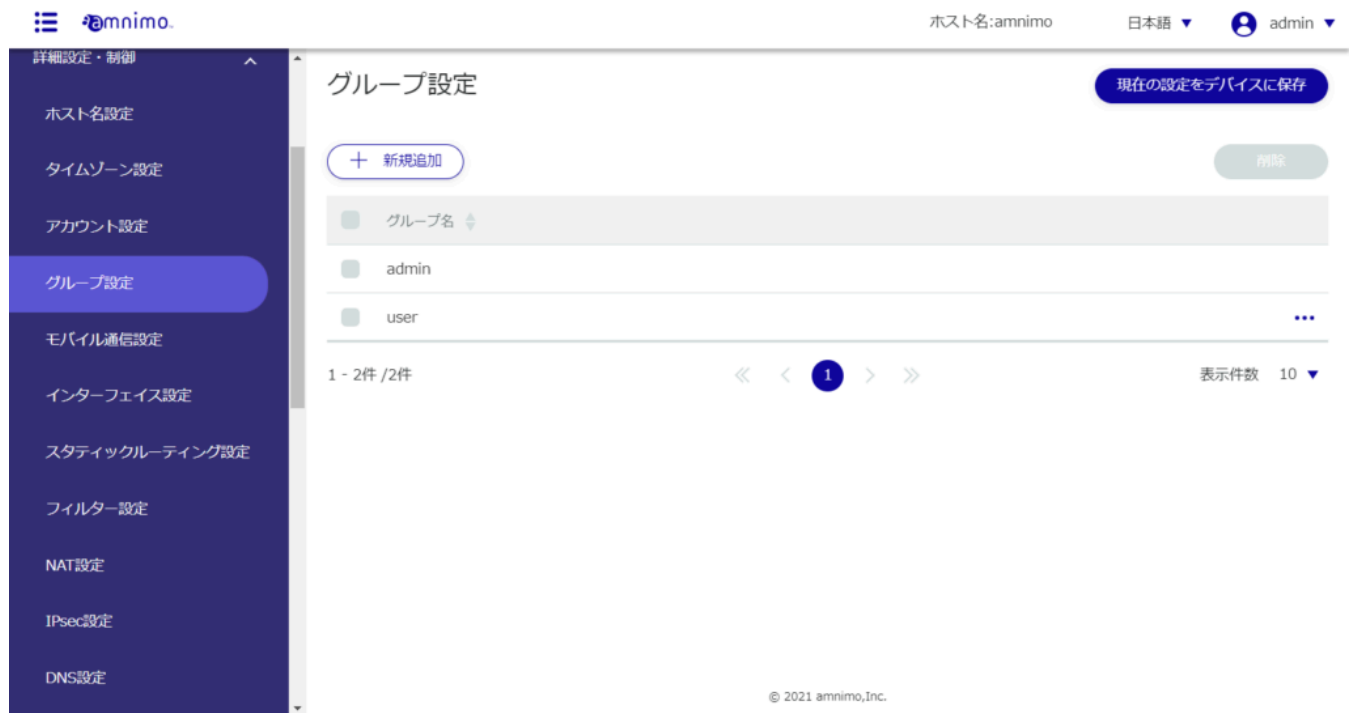 amnimo.
ホスト名:amnimo
日本語 ▼
admin ▼
詳細設定・制御
ホスト名設定
タイムゾーン設定
アカウント設定
グループ設定
モバイル通信設定
インターフェイス設定
スタティックルーティング設定
フィルター設定
NAT設定
IPsec設定
DNS設定
グループ設定
現在の設定をデバイスに保存
＋ 新規追加
削除
グループ名
admin
user
1 - 2件 /2件
1
表示件数 10 ▼
© 2021 amnimo,Inc.